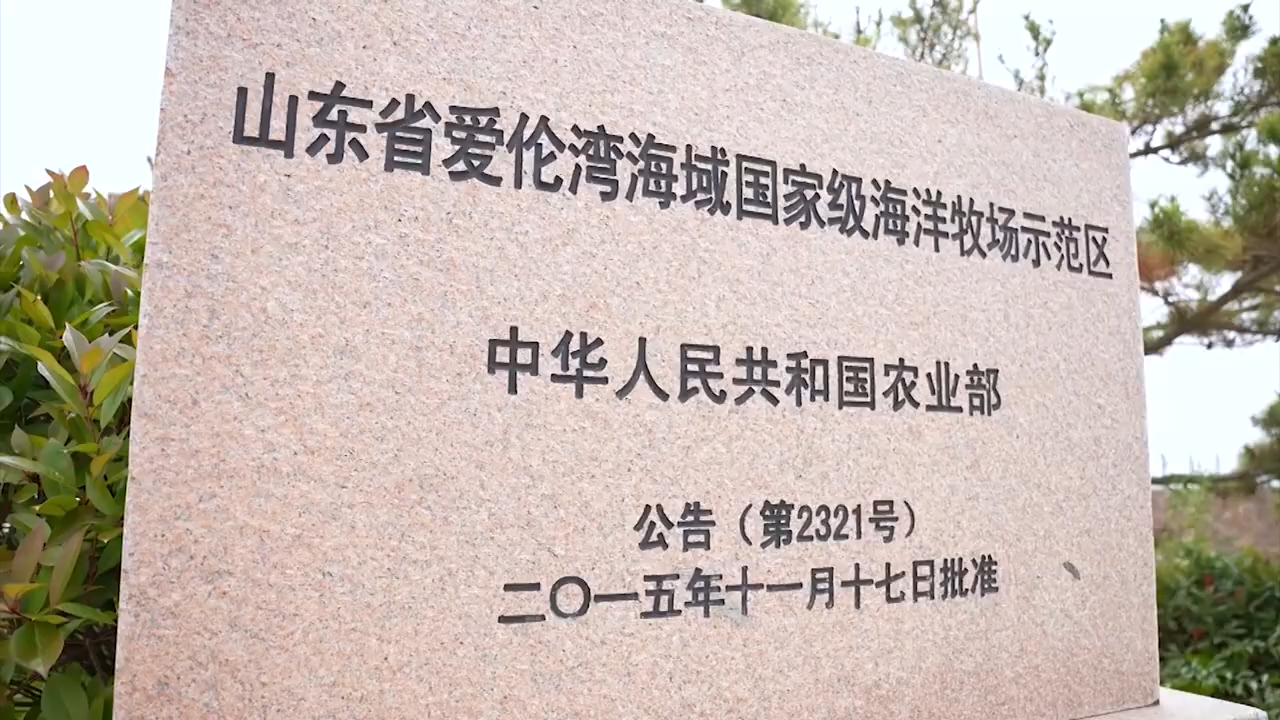 山东省爱伦湾海域国家级海洋牧场示范区
中华人民共和国农业部
公告（第2321号）
二〇一五年十一月十七日批准